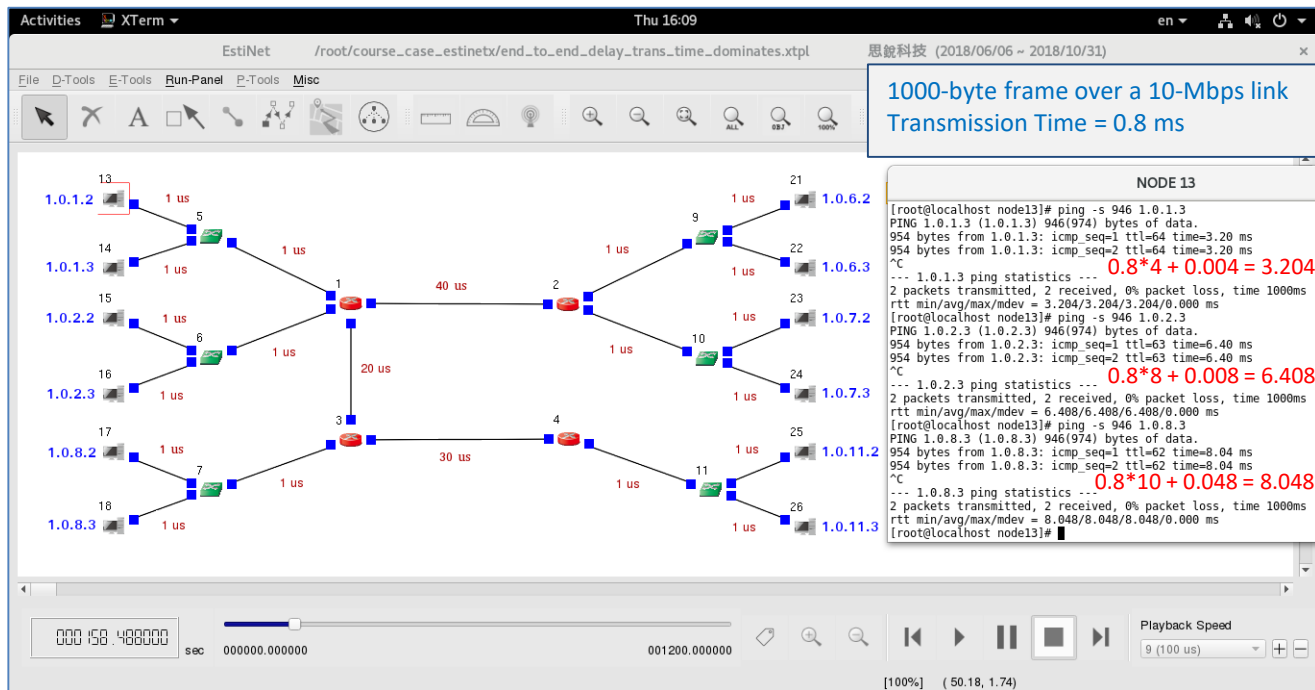 Activities XTerm Thu 16:09 en
EstiNet /root/course_case_estinetx/end_to_end_delay_trans_time_dominates.xtpl 思銳科技 (2018/06/06 ~ 2018/10/31) ×
File D-Tools E-Tools Run-Panel P-Tools Misc
A ALL OBJ 100%
1000-byte frame over a 10-Mbps link
Transmission Time = 0.8 ms
13
1.0.1.2
1 us
5
14
1.0.1.3
1 us
1 us
15
1.0.2.2
1 us
6
16
1.0.2.3
1 us
1 us
1
40 us
2
20 us
17
1.0.8.2
1 us
7
18
1.0.8.3
1 us
1 us
3
30 us
4
21
1 us
1.0.6.2
9
22
1 us
1.0.6.3
1 us
23
1 us
1.0.7.2
10
24
1 us
1.0.7.3
1 us
25
1 us
1.0.11.2
11
26
1 us
1.0.11.3
1 us
NODE 13
[root@localhost node13]# ping -s 946 1.0.1.3
PING 1.0.1.3 (1.0.1.3) 946(974) bytes of data.
954 bytes from 1.0.1.3: icmp_seq=1 ttl=64 time=3.20 ms
954 bytes from 1.0.1.3: icmp_seq=2 ttl=64 time=3.20 ms
^C
0.8*4 + 0.004 = 3.204
--- 1.0.1.3 ping statistics ---
2 packets transmitted, 2 received, 0% packet loss, time 1000ms
rtt min/avg/max/mdev = 3.204/3.204/3.204/0.000 ms
[root@localhost node13]# ping -s 946 1.0.2.3
PING 1.0.2.3 (1.0.2.3) 946(974) bytes of data.
954 bytes from 1.0.2.3: icmp_seq=1 ttl=63 time=6.40 ms
954 bytes from 1.0.2.3: icmp_seq=2 ttl=63 time=6.40 ms
^C
0.8*8 + 0.008 = 6.408
--- 1.0.2.3 ping statistics ---
2 packets transmitted, 2 received, 0% packet loss, time 1000ms
rtt min/avg/max/mdev = 6.408/6.408/6.408/0.000 ms
[root@localhost node13]# ping -s 946 1.0.8.3
PING 1.0.8.3 (1.0.8.3) 946(974) bytes of data.
954 bytes from 1.0.8.3: icmp_seq=1 ttl=62 time=8.04 ms
954 bytes from 1.0.8.3: icmp_seq=2 ttl=62 time=8.04 ms
^C
0.8*10 + 0.048 = 8.048
--- 1.0.8.3 ping statistics ---
2 packets transmitted, 2 received, 0% packet loss, time 1000ms
rtt min/avg/max/mdev = 8.048/8.048/8.048/0.000 ms
[root@localhost node13]#
000158.488000 sec
000000.000000 001200.000000
Playback Speed
9 (100 us)
[100%] ( 50.18, 1.74)